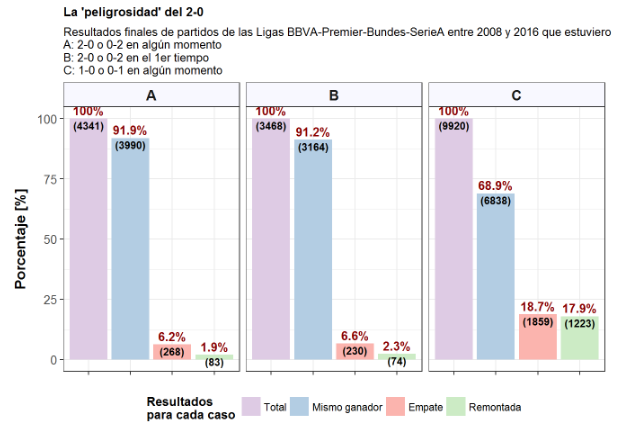 La 'peligrosidad' del 2-0
Resultados finales de partidos de las Ligas BBVA-Premier-Bundes-SerieA entre 2008 y 2016 que estuviero
A: 2-0 o 0-2 en algún momento
B: 2-0 o 0-2 en el 1er tiempo
C: 1-0 o 0-1 en algún momento
A
B
C
Porcentaje [%]
100
75
50
25
0
100%
(4341)
91.9%
(3990)
6.2%
(268)
1.9%
(83)
100%
(3468)
91.2%
(3164)
6.6%
(230)
2.3%
(74)
100%
(9920)
68.9%
(6838)
18.7%
(1859)
17.9%
(1223)
Resultados
para cada caso
Total
Mismo ganador
Empate
Remontada